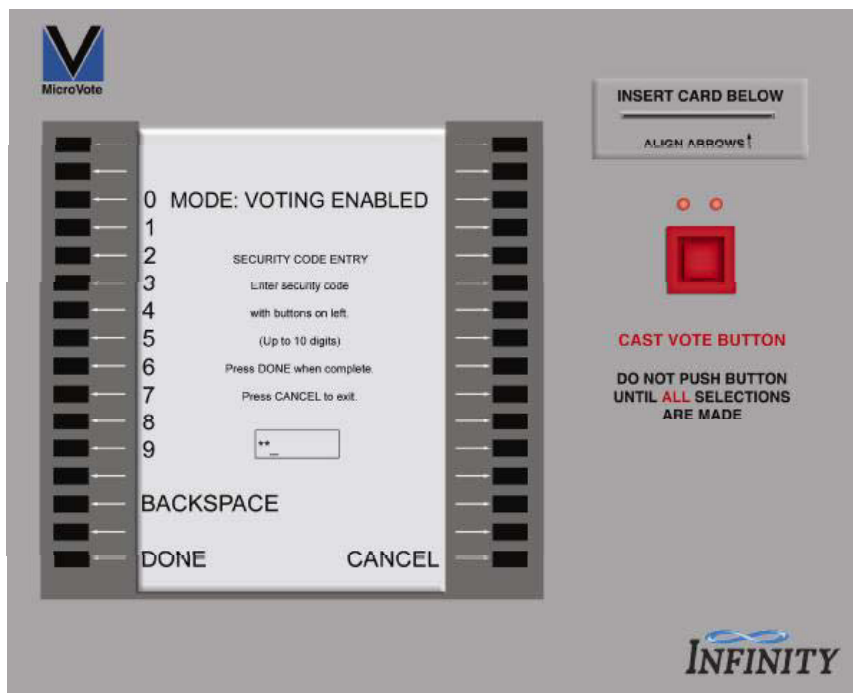 MicroVote
INSERT CARD BELOW
ALIGN ARROWS
0 MODE: VOTING ENABLED
1
2 SECURITY CODE ENTRY
3 Enter security code
4 with buttons on left.
5 (Up to 10 digits)
6 Press DONE when complete.
7 Press CANCEL to exit.
8
9 **_
BACKSPACE
DONE CANCEL
CAST VOTE BUTTON
DO NOT PUSH BUTTON
UNTIL ALL SELECTIONS
ARE MADE
INFINITY